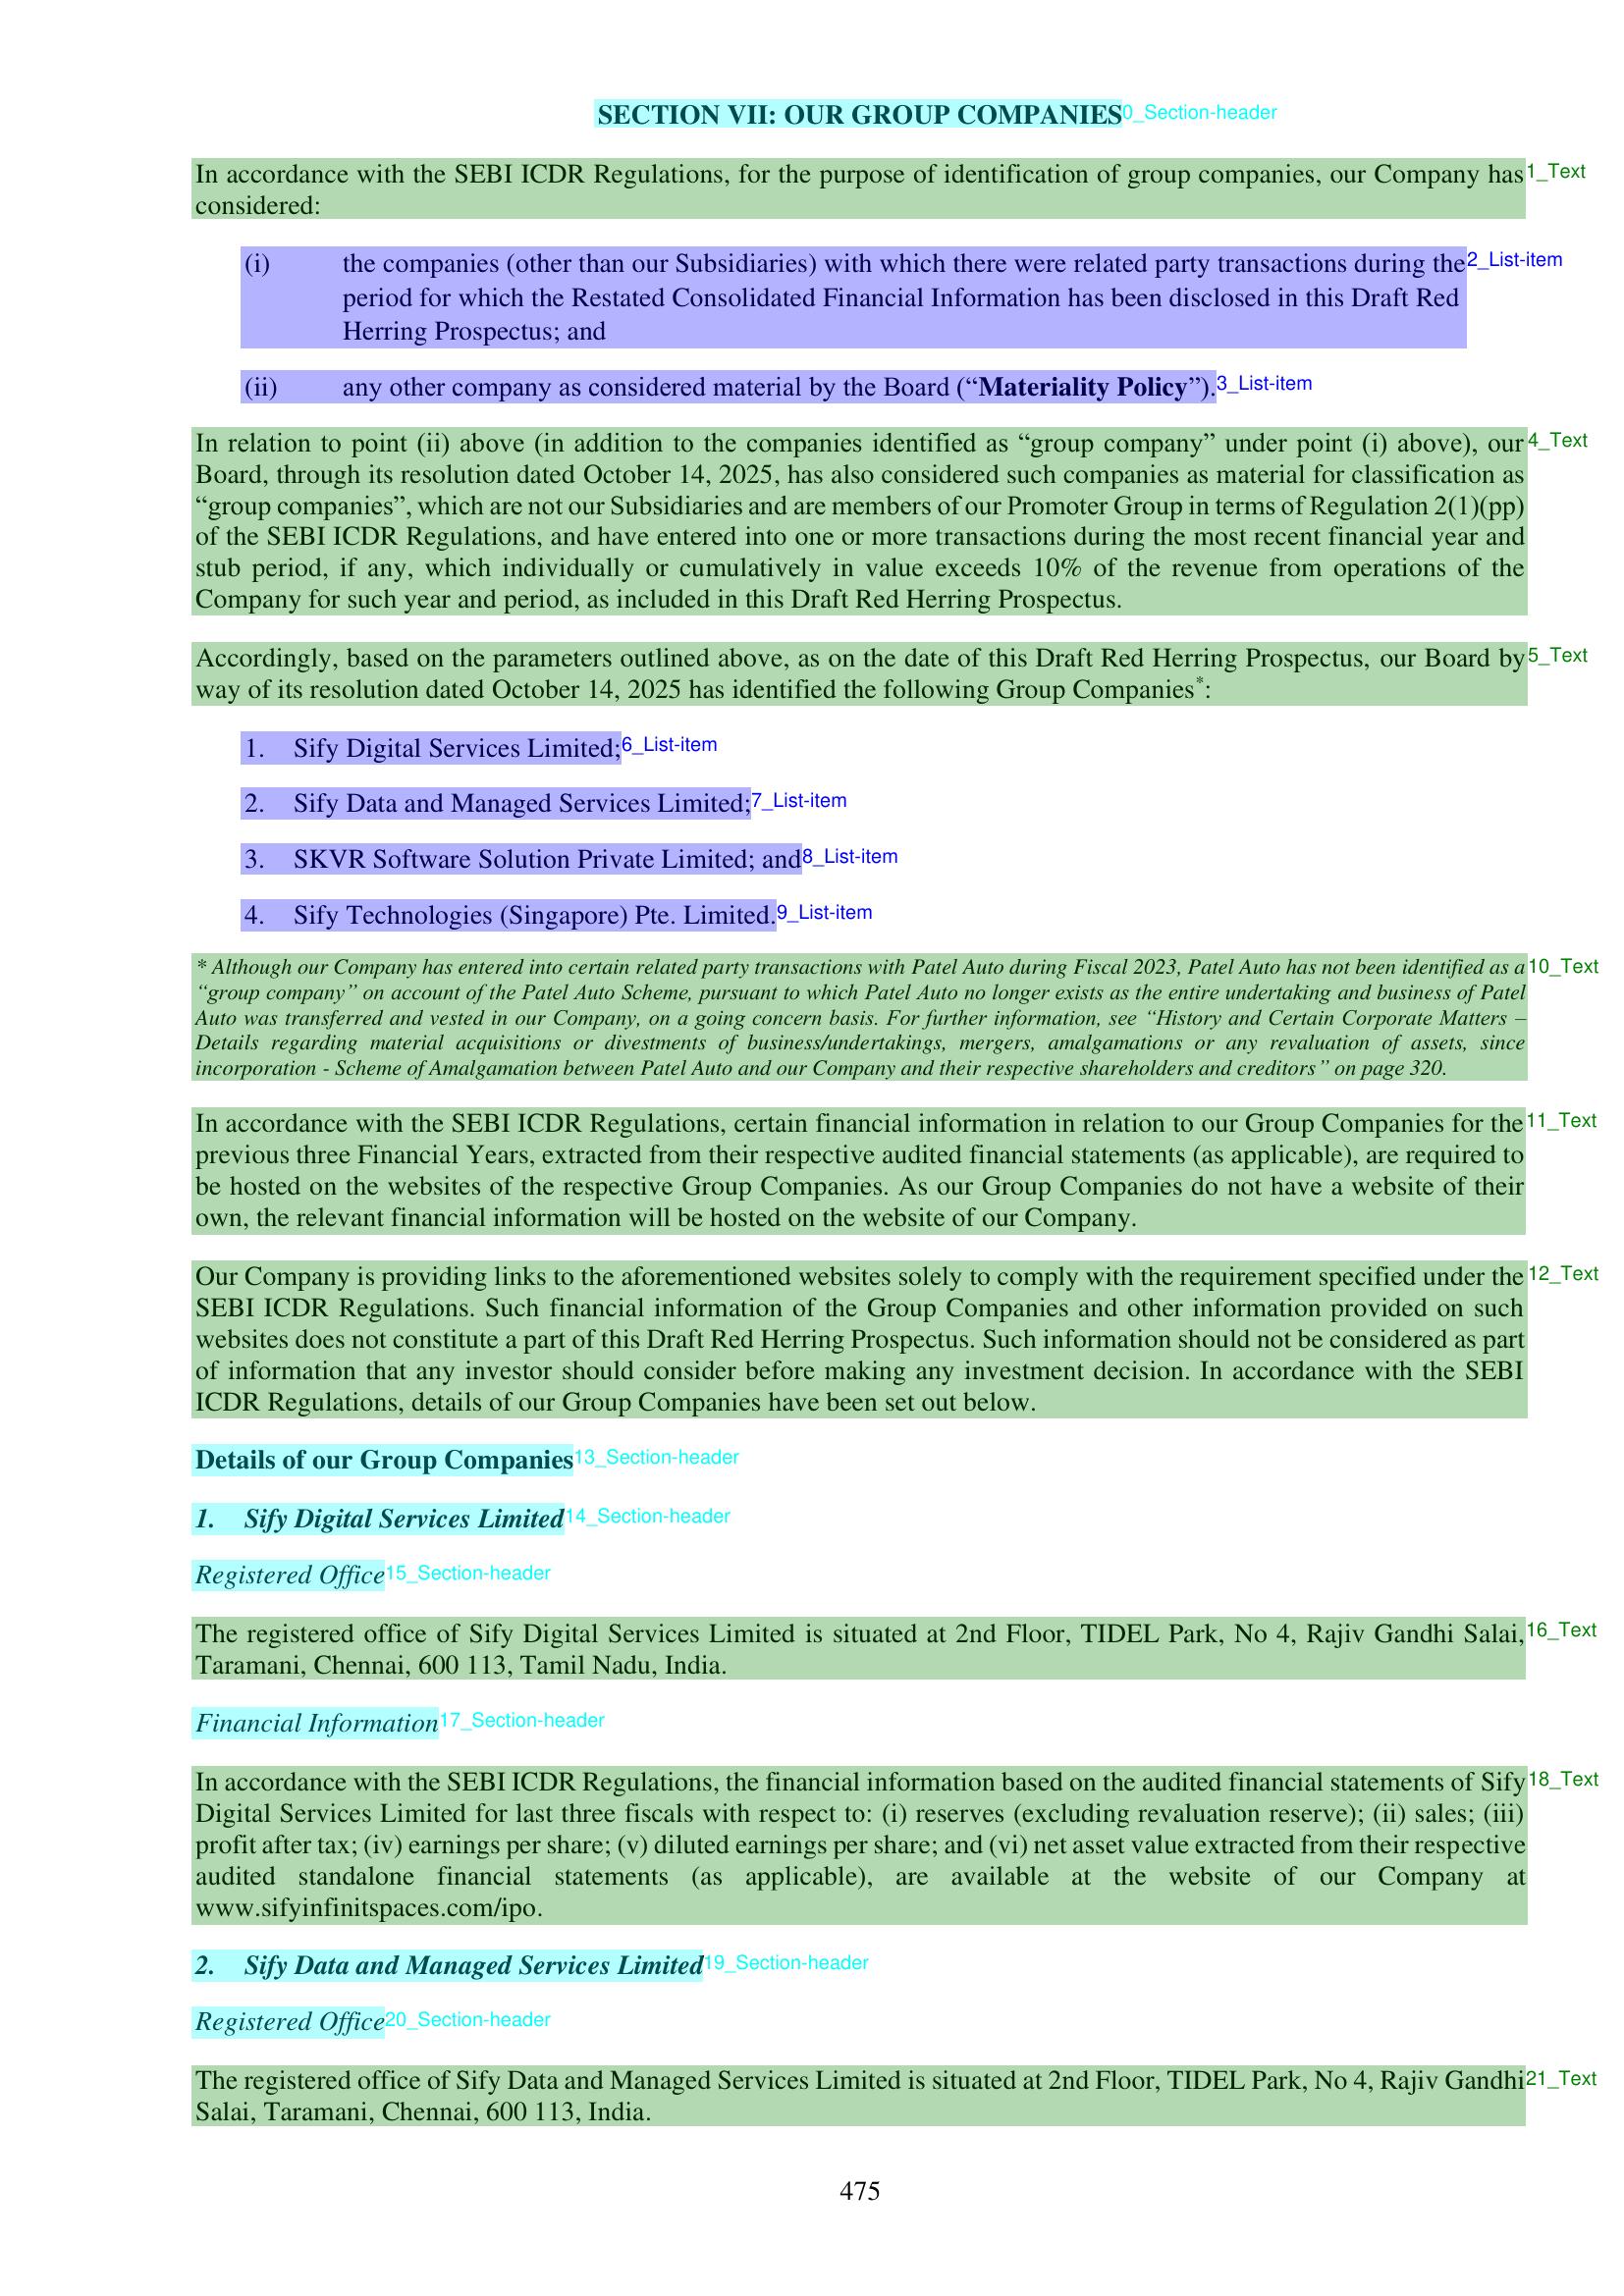 SECTION VII: OUR GROUP COMPANIES0_Section-header
In accordance with the SEBI ICDR Regulations, for the purpose of identification of group companies, our Company has1_Text
considered:
(i) the companies (other than our Subsidiaries) with which there were related party transactions during the2_List-item
period for which the Restated Consolidated Financial Information has been disclosed in this Draft Red
Herring Prospectus; and
(ii) any other company as considered material by the Board (“Materiality Policy”).3_List-item
In relation to point (ii) above (in addition to the companies identified as “group company” under point (i) above), our4_Text
Board, through its resolution dated October 14, 2025, has also considered such companies as material for classification as
“group companies”, which are not our Subsidiaries and are members of our Promoter Group in terms of Regulation 2(1)(pp)
of the SEBI ICDR Regulations, and have entered into one or more transactions during the most recent financial year and
stub period, if any, which individually or cumulatively in value exceeds 10% of the revenue from operations of the
Company for such year and period, as included in this Draft Red Herring Prospectus.
Accordingly, based on the parameters outlined above, as on the date of this Draft Red Herring Prospectus, our Board by5_Text
way of its resolution dated October 14, 2025 has identified the following Group Companies*:
1. Sify Digital Services Limited;6_List-item
2. Sify Data and Managed Services Limited;7_List-item
3. SKVR Software Solution Private Limited; and8_List-item
4. Sify Technologies (Singapore) Pte. Limited.9_List-item
* Although our Company has entered into certain related party transactions with Patel Auto during Fiscal 2023, Patel Auto has not been identified as a10_Text
“group company” on account of the Patel Auto Scheme, pursuant to which Patel Auto no longer exists as the entire undertaking and business of Patel
Auto was transferred and vested in our Company, on a going concern basis. For further information, see “History and Certain Corporate Matters –
Details regarding material acquisitions or divestments of business/undertakings, mergers, amalgamations or any revaluation of assets, since
incorporation - Scheme of Amalgamation between Patel Auto and our Company and their respective shareholders and creditors” on page 320.
In accordance with the SEBI ICDR Regulations, certain financial information in relation to our Group Companies for the11_Text
previous three Financial Years, extracted from their respective audited financial statements (as applicable), are required to
be hosted on the websites of the respective Group Companies. As our Group Companies do not have a website of their
own, the relevant financial information will be hosted on the website of our Company.
Our Company is providing links to the aforementioned websites solely to comply with the requirement specified under the12_Text
SEBI ICDR Regulations. Such financial information of the Group Companies and other information provided on such
websites does not constitute a part of this Draft Red Herring Prospectus. Such information should not be considered as part
of information that any investor should consider before making any investment decision. In accordance with the SEBI
ICDR Regulations, details of our Group Companies have been set out below.
Details of our Group Companies13_Section-header
1. Sify Digital Services Limited14_Section-header
Registered Office15_Section-header
The registered office of Sify Digital Services Limited is situated at 2nd Floor, TIDEL Park, No 4, Rajiv Gandhi Salai,16_Text
Taramani, Chennai, 600 113, Tamil Nadu, India.
Financial Information17_Section-header
In accordance with the SEBI ICDR Regulations, the financial information based on the audited financial statements of Sify18_Text
Digital Services Limited for last three fiscals with respect to: (i) reserves (excluding revaluation reserve); (ii) sales; (iii)
profit after tax; (iv) earnings per share; (v) diluted earnings per share; and (vi) net asset value extracted from their respective
audited standalone financial statements (as applicable), are available at the website of our Company at
www.sifyinfinitspaces.com/ipo.
2. Sify Data and Managed Services Limited19_Section-header
Registered Office20_Section-header
The registered office of Sify Data and Managed Services Limited is situated at 2nd Floor, TIDEL Park, No 4, Rajiv Gandhi21_Text
Salai, Taramani, Chennai, 600 113, India.
475